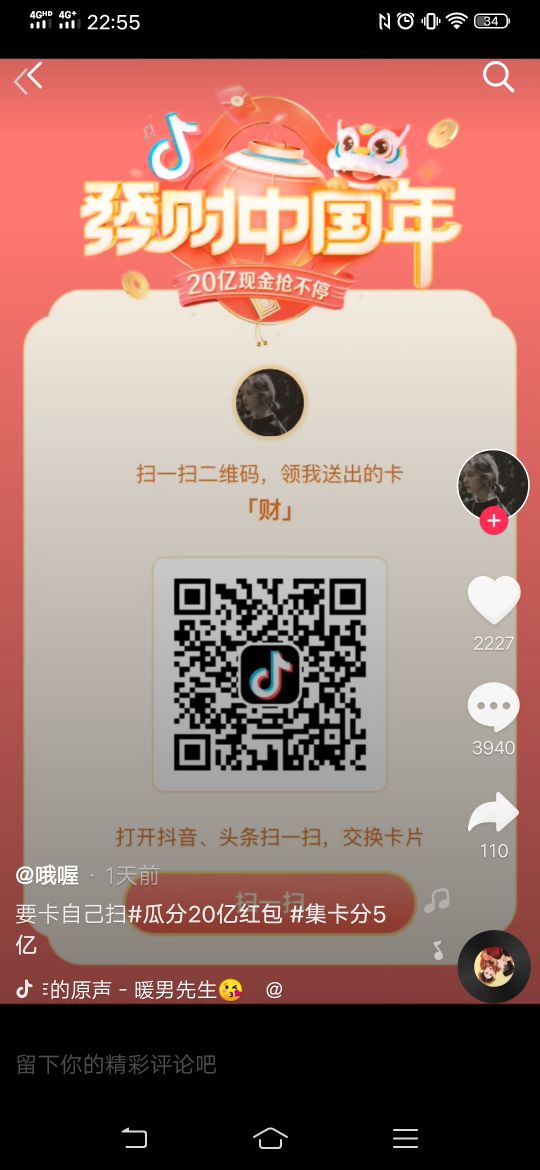 4GHD 4G+ 22:55 34
發财中国年
20亿现金抢不停
扫一扫二维码，领我送出的卡
「财」
2227
3940
打开抖音、头条扫一扫，交换卡片
110
@哦喔 · 1天前
扫一扫
要卡自己扫#瓜分20亿红包 #集卡分5
亿
的原声 - 暖男先生😘 @
留下你的精彩评论吧